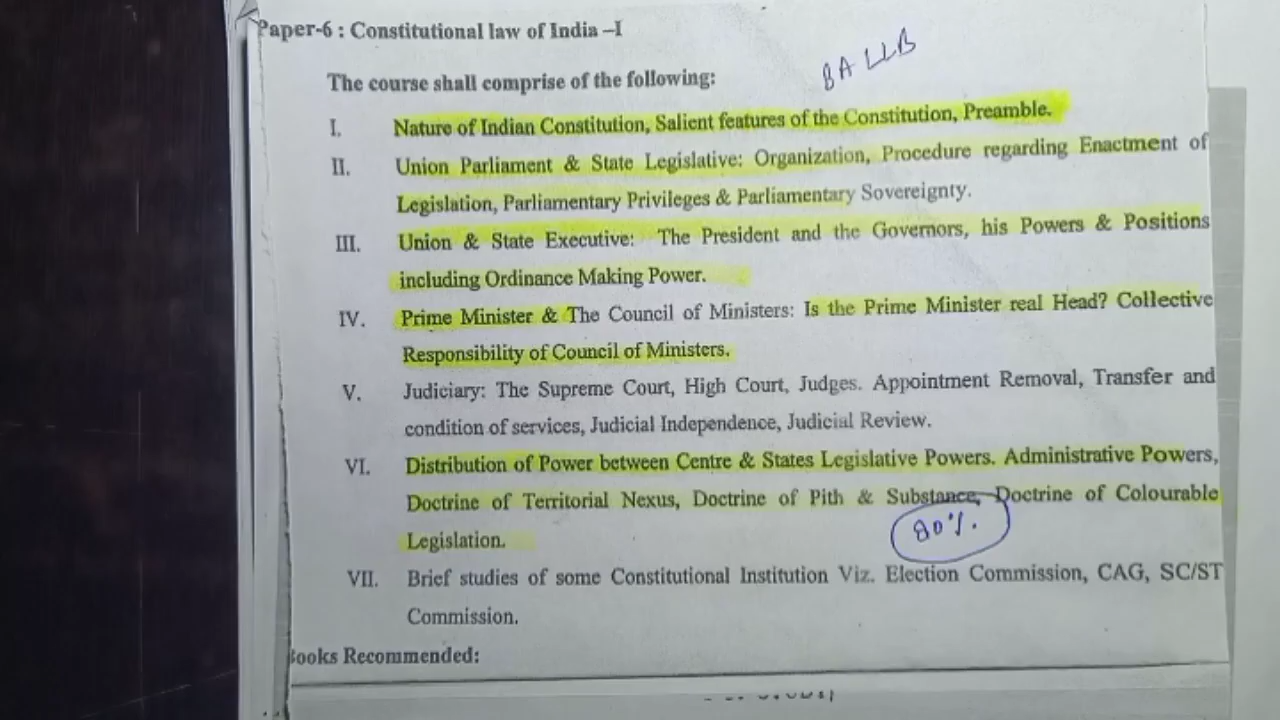 Paper-6 : Constitutional law of India –I
BA LLB
The course shall comprise of the following:
I. Nature of Indian Constitution, Salient features of the Constitution, Preamble.
II. Union Parliament & State Legislative: Organization, Procedure regarding Enactment of
Legislation, Parliamentary Privileges & Parliamentary Sovereignty.
III. Union & State Executive: The President and the Governors, his Powers & Positions
including Ordinance Making Power.
IV. Prime Minister & The Council of Ministers: Is the Prime Minister real Head? Collective
Responsibility of Council of Ministers.
V. Judiciary: The Supreme Court, High Court, Judges. Appointment Removal, Transfer and
condition of services, Judicial Independence, Judicial Review.
VI. Distribution of Power between Centre & States Legislative Powers. Administrative Powers,
Doctrine of Territorial Nexus, Doctrine of Pith & Substance, Doctrine of Colourable
Legislation.
80%.
VII. Brief studies of some Constitutional Institution Viz. Election Commission, CAG, SC/ST
Commission.
Books Recommended: